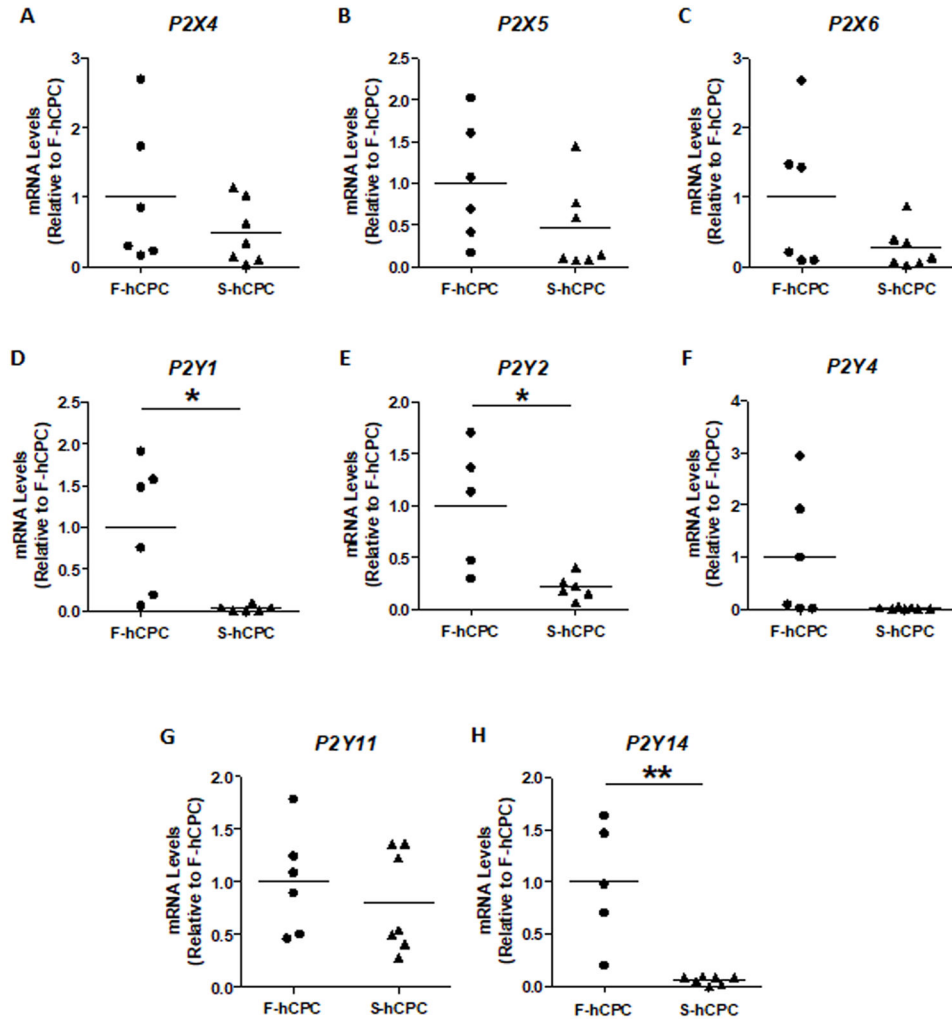 A P2X4
mRNA Levels
(Relative to F-hCPC)
3
2
1
0
F-hCPC S-hCPC
B P2X5
mRNA Levels
(Relative to F-hCPC)
2.5
2.0
1.5
1.0
0.5
0.0
F-hCPC S-hCPC
C P2X6
mRNA Levels
(Relative to F-hCPC)
3
2
1
0
F-hCPC S-hCPC
D P2Y1
*
mRNA Levels
(Relative to F-hCPC)
2.5
2.0
1.5
1.0
0.5
0.0
F-hCPC S-hCPC
E P2Y2
*
mRNA Levels
(Relative to F-hCPC)
2.0
1.5
1.0
0.5
0.0
F-hCPC S-hCPC
F P2Y4
mRNA Levels
(Relative to F-hCPC)
4
3
2
1
0
F-hCPC S-hCPC
G P2Y11
mRNA Levels
(Relative to F-hCPC)
2.0
1.5
1.0
0.5
0.0
F-hCPC S-hCPC
H P2Y14
**
mRNA Levels
(Relative to F-hCPC)
2.0
1.5
1.0
0.5
0.0
F-hCPC S-hCPC